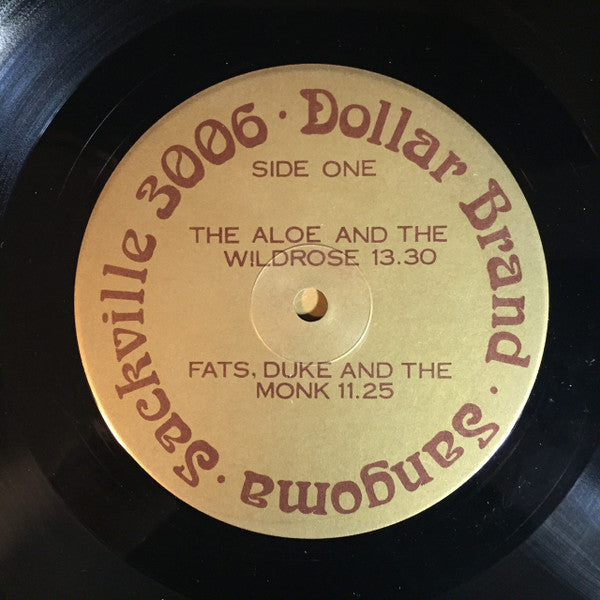 Sackville 3006 · Dollar Brand · Sangoma ·
SIDE ONE
THE ALOE AND THE
WILDROSE 13.30
FATS, DUKE AND THE
MONK 11.25